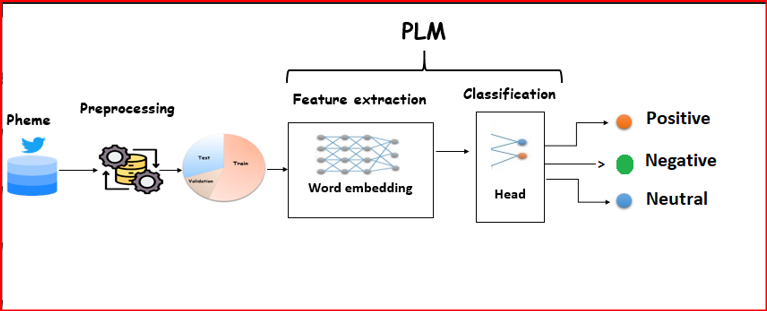 PLM
Pheme
Preprocessing
Test
Train
Validation
Feature extraction
Word embedding
Classification
Head
Positive
>
Negative
Neutral